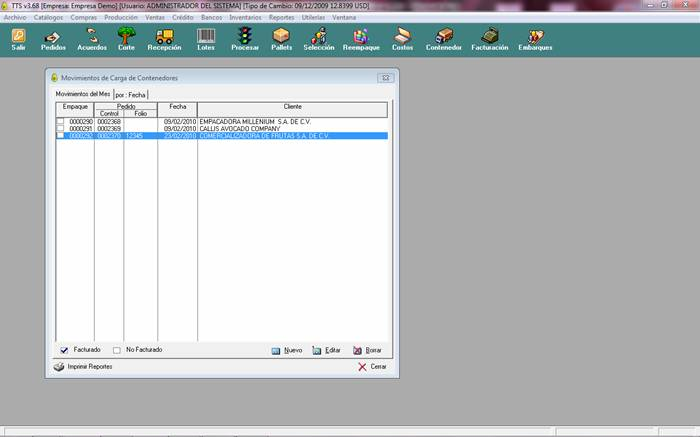 TTS v3.68 [Empresa: Empresa Demo] [Usuario: ADMINISTRADOR DEL SISTEMA] [Tipo de Cambio: 09/12/2009 12.8399 USD]
Archivo Catálogos Compras Producción Ventas Crédito Bancos Inventarios Reportes Utilerías Ventana
Salir Pedidos Acuerdos Corte Recepción Lotes Procesar Pallets Selección Reempaque Costos Contenedor Facturación Embarques
Movimientos de Carga de Contenedores
Movimientos del Mes por : Fecha
Empaque Pedido Fecha Cliente
Control Folio
0000290 0002368 09/02/2010 EMPACADORA MILLENIUM S.A. DE C.V.
0000291 0002369 09/02/2010 CALLIS AVOCADO COMPANY
0000292 0002370 12345 23/02/2010 COMERCIALIZADORA DE FRUTAS S.A. DE C.V.
Facturado No Facturado Nuevo Editar Borrar
Imprimir Reportes Cerrar